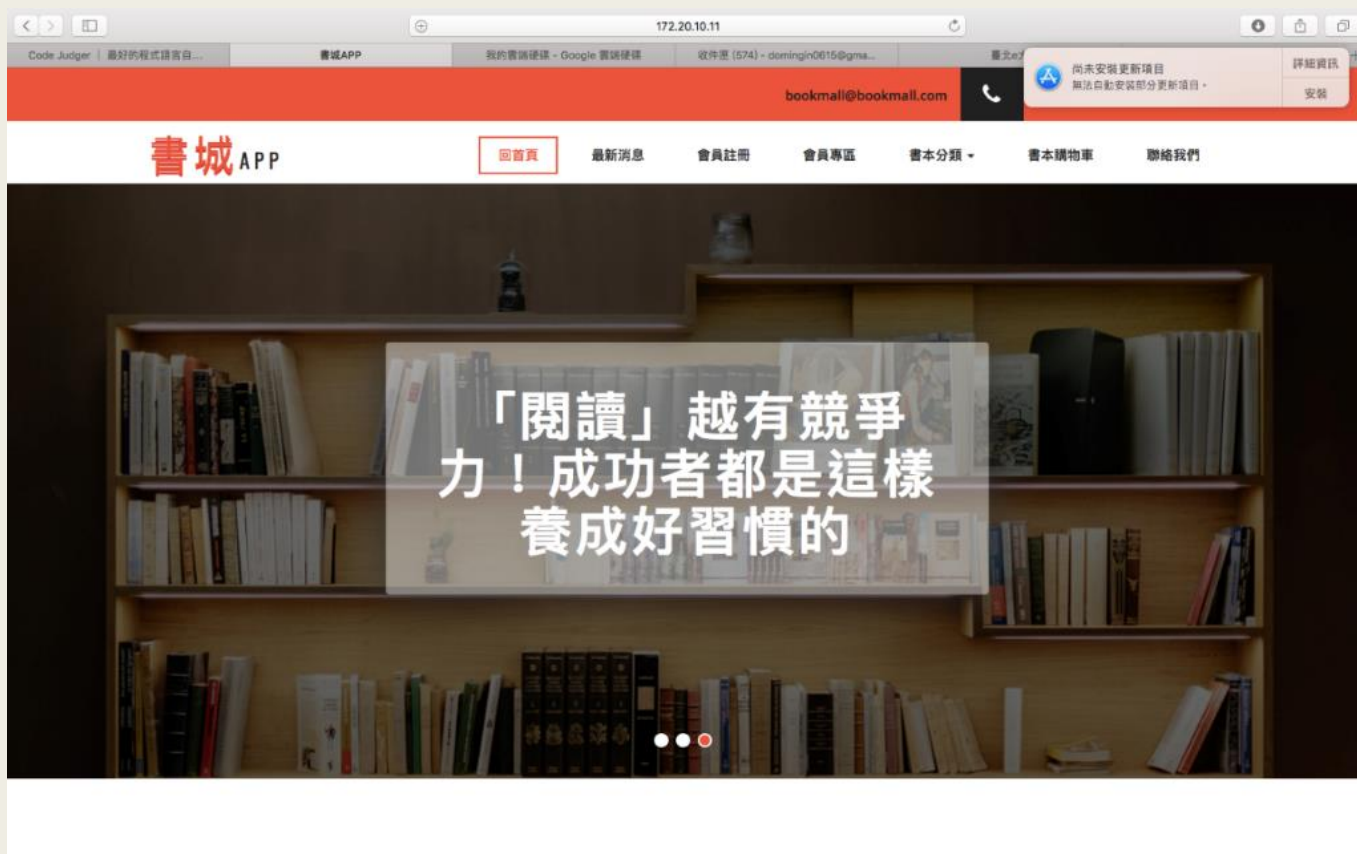 172.20.10.11
Code Judger | 最好的程式語言自...
書城APP
我的雲端硬碟 - Google 雲端硬碟
收件匣 (574) - domingin0615@gma...
臺北e大
尚未安裝更新項目
無法自動安裝部分更新項目。
詳細資訊
安裝
bookmall@bookmall.com
書城APP
回首頁
最新消息
會員註冊
會員專區
書本分類
書本購物車
聯絡我們
「閱讀」越有競爭
力！成功者都是這樣
養成好習慣的